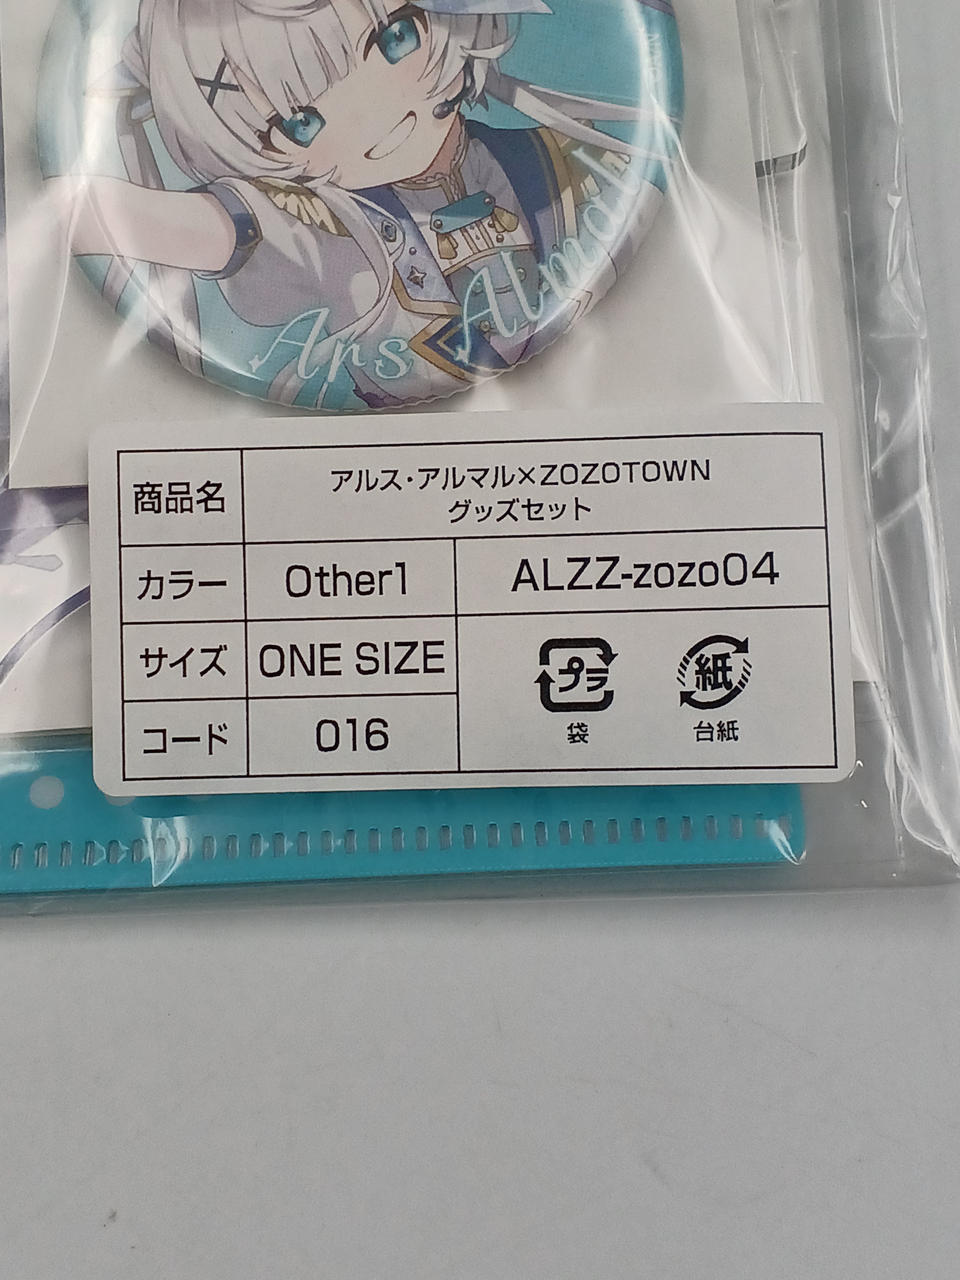 Ars Almal
商品名
アルス・アルマル×ZOZOTOWN
グッズセット
カラー
Other1
ALZZ-zozo04
サイズ
ONE SIZE
コード
016
プラ
袋
紙
台紙